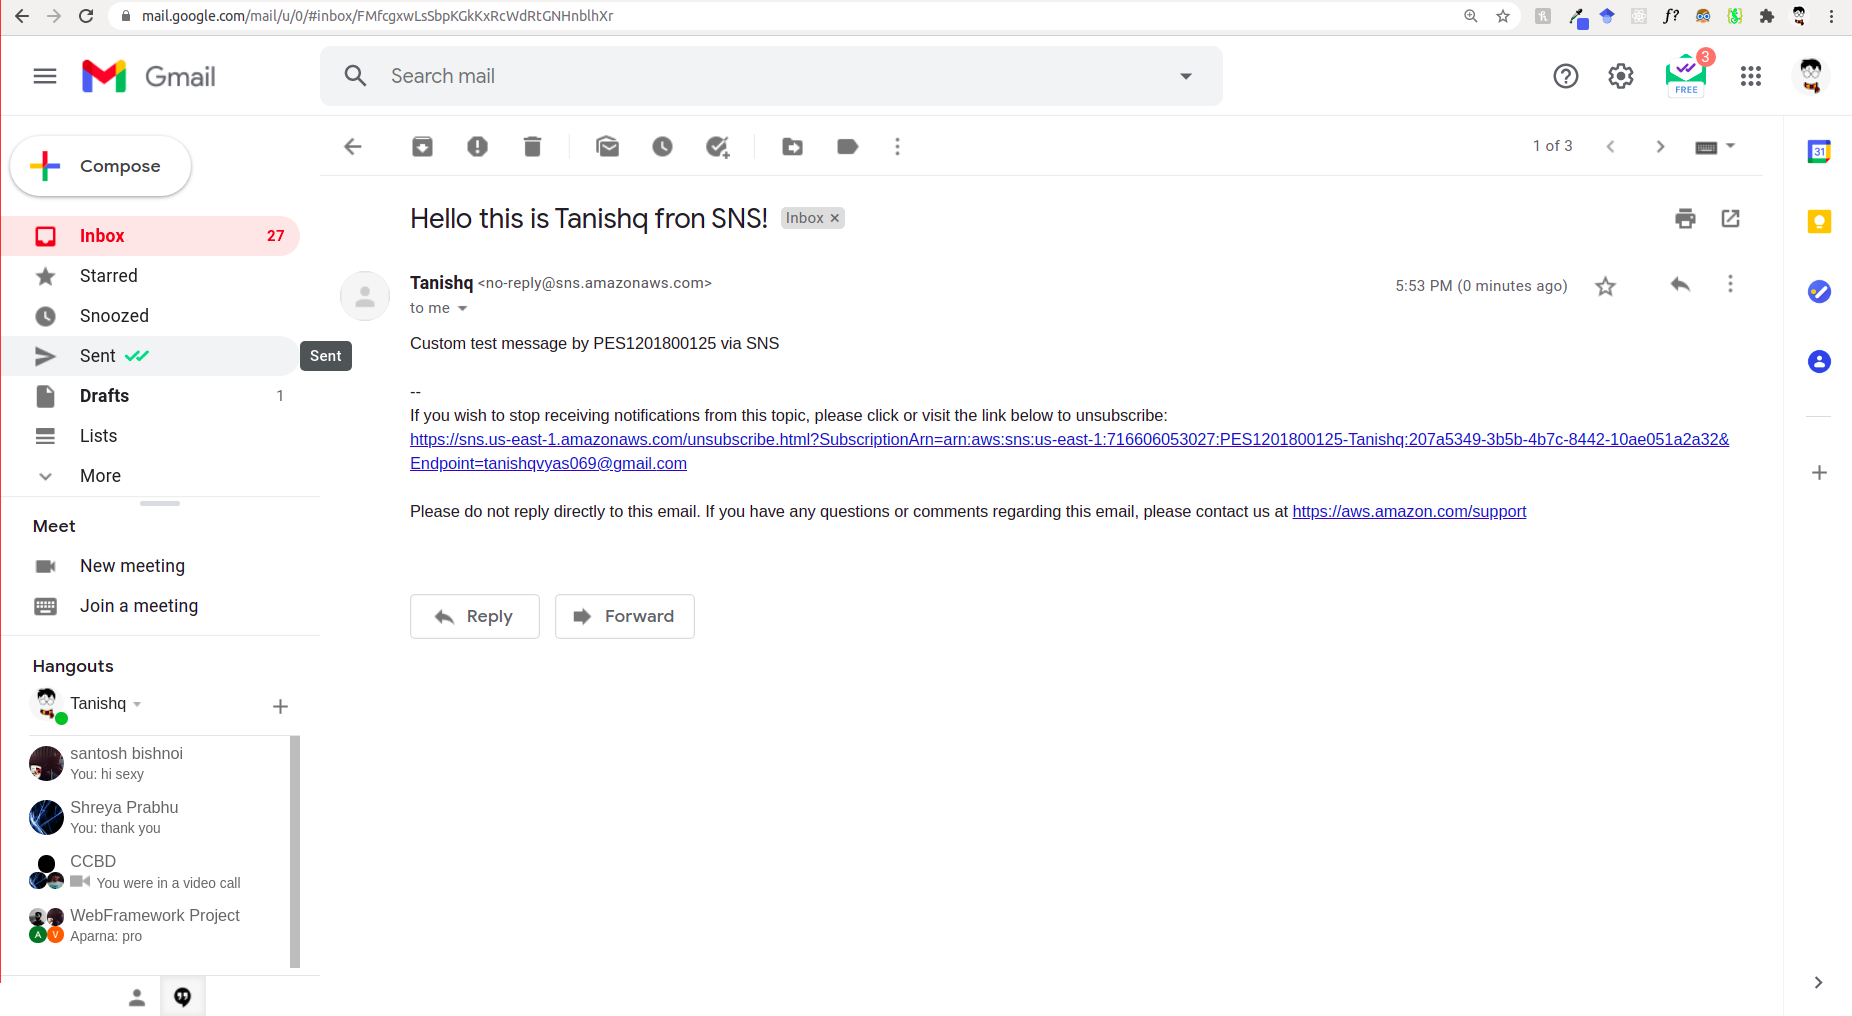 mail.google.com/mail/u/0/#inbox/FMfcgxwLsSbpKGkKxRcWdRtGNHnblhXr
f?
Gmail
Search mail
3
FREE
Compose
1 of 3
31
Hello this is Tanishq fron SNS!
Inbox ×
Inbox 27
Starred
Snoozed
Sent
Sent
Drafts 1
Lists
More
Tanishq <no-reply@sns.amazonaws.com>
5:53 PM (0 minutes ago)
to me
Custom test message by PES1201800125 via SNS
--
If you wish to stop receiving notifications from this topic, please click or visit the link below to unsubscribe:
https://sns.us-east-1.amazonaws.com/unsubscribe.html?SubscriptionArn=arn:aws:sns:us-east-1:716606053027:PES1201800125-Tanishq:207a5349-3b5b-4b7c-8442-10ae051a2a32&
Endpoint=tanishqvyas069@gmail.com
Please do not reply directly to this email. If you have any questions or comments regarding this email, please contact us at https://aws.amazon.com/support
Reply
Forward
Meet
New meeting
Join a meeting
Hangouts
Tanishq
santosh bishnoi
You: hi sexy
Shreya Prabhu
You: thank you
CCBD
You were in a video call
WebFramework Project
A V
Aparna: pro